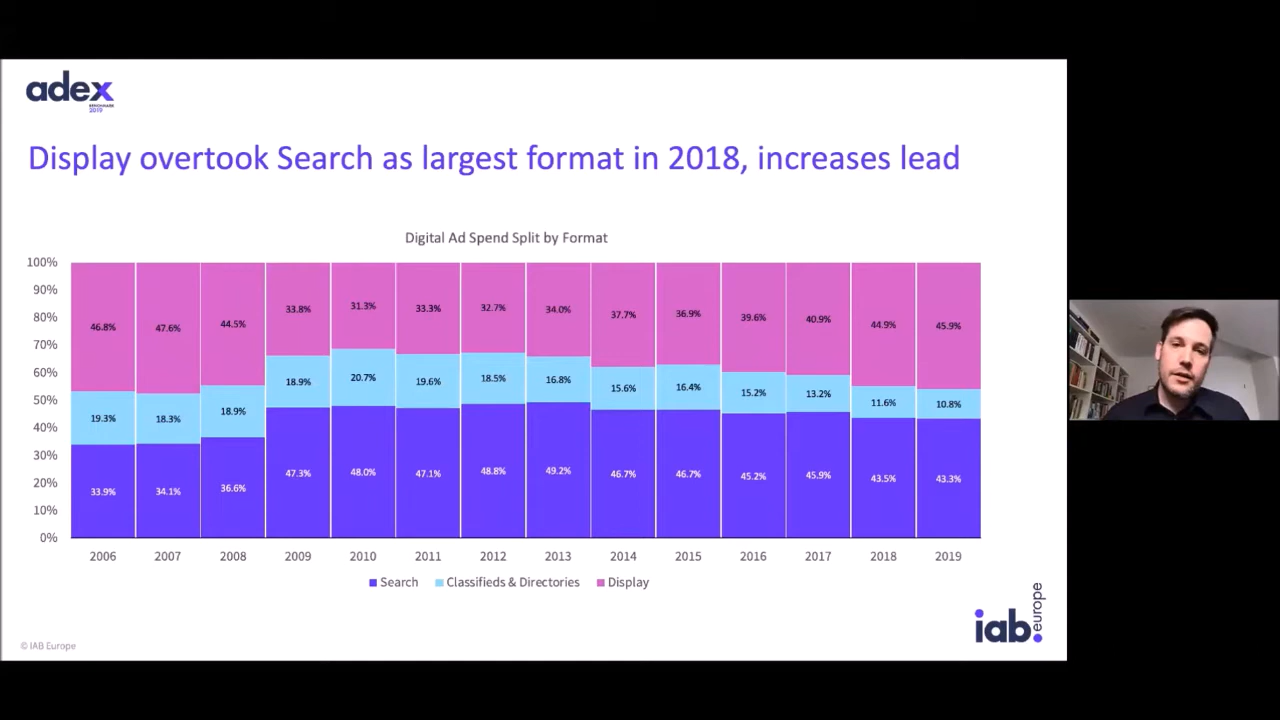 adex
BENCHMARK
2019
Display overtook Search as largest format in 2018, increases lead
Digital Ad Spend Split by Format
100%
90%
80%
70%
60%
50%
40%
30%
20%
10%
0%
46.8% 47.6% 44.5% 33.8% 31.3% 33.3% 32.7% 34.0% 37.7% 36.9% 39.6% 40.9% 44.9% 45.9%
19.3% 18.3% 18.9% 18.9% 20.7% 19.6% 18.5% 16.8% 15.6% 16.4% 15.2% 13.2% 11.6% 10.8%
33.9% 34.1% 36.6% 47.3% 48.0% 47.1% 48.8% 49.2% 46.7% 46.7% 45.2% 45.9% 43.5% 43.3%
2006 2007 2008 2009 2010 2011 2012 2013 2014 2015 2016 2017 2018 2019
Search Classifieds & Directories Display
iab.
europe
© IAB Europe